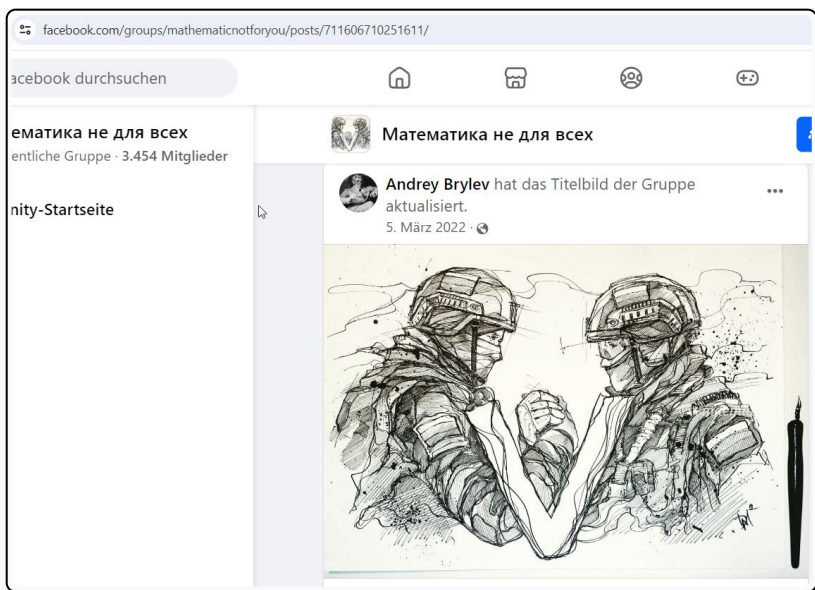 facebook.com/groups/mathematicnotforyou/posts/711606710251611/
acebook durchsuchen
ематика не для всех
entliche Gruppe · 3.454 Mitglieder
nity-Startseite
Математика не для всех
Andrey Brylev hat das Titelbild der Gruppe
aktualisiert.
5. März 2022 ·